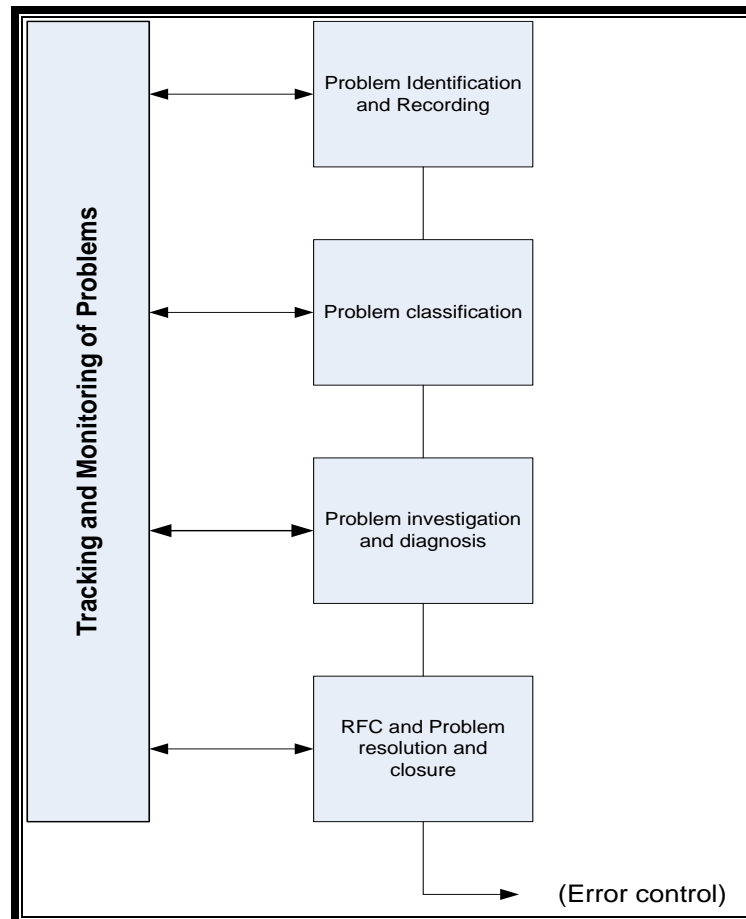 Tracking and Monitoring of Problems
Problem Identification
and Recording
Problem classification
Problem investigation
and diagnosis
RFC and Problem
resolution and
closure
(Error control)